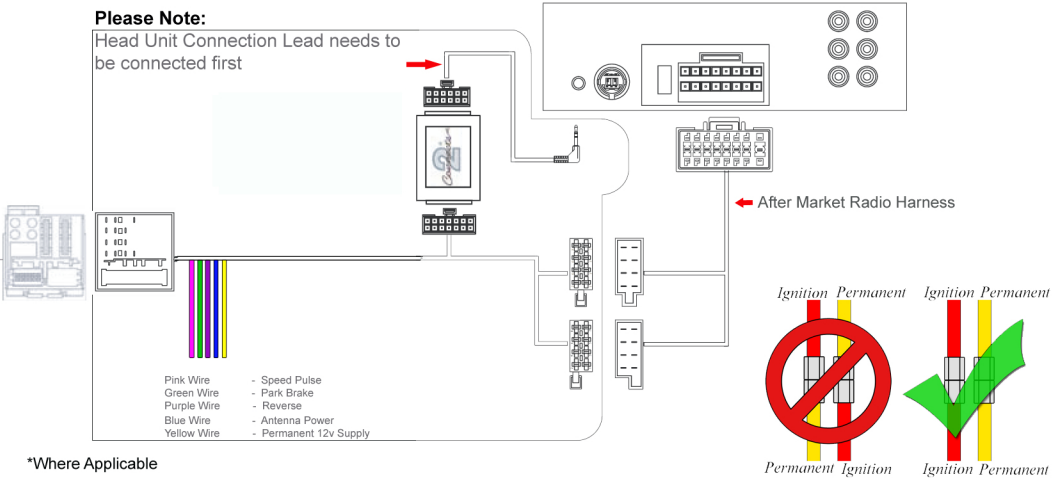 Please Note:
Head Unit Connection Lead needs to
be connected first
Connects 2
After Market Radio Harness
Ignition Permanent Ignition Permanent
Pink Wire - Speed Pulse
Green Wire - Park Brake
Purple Wire - Reverse
Blue Wire - Antenna Power
Yellow Wire - Permanent 12v Supply
Permanent Ignition Ignition Permanent
*Where Applicable